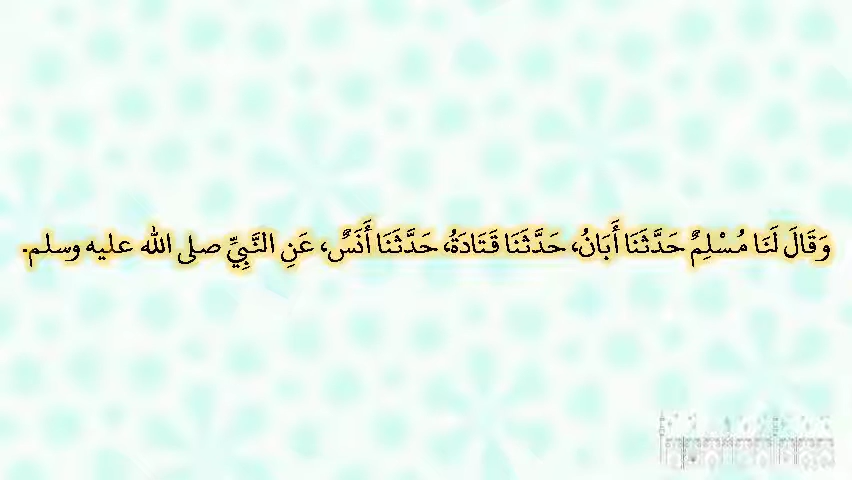 وَقَالَ لَنَا مُسْلِمٌ حَدَّثَنَا أَبَانُ، حَدَّثَنَا قَتَادَةُ، حَدَّثَنَا أَنَسٌ، عَنِ النَّبِيِّ صلى الله عليه وسلم.